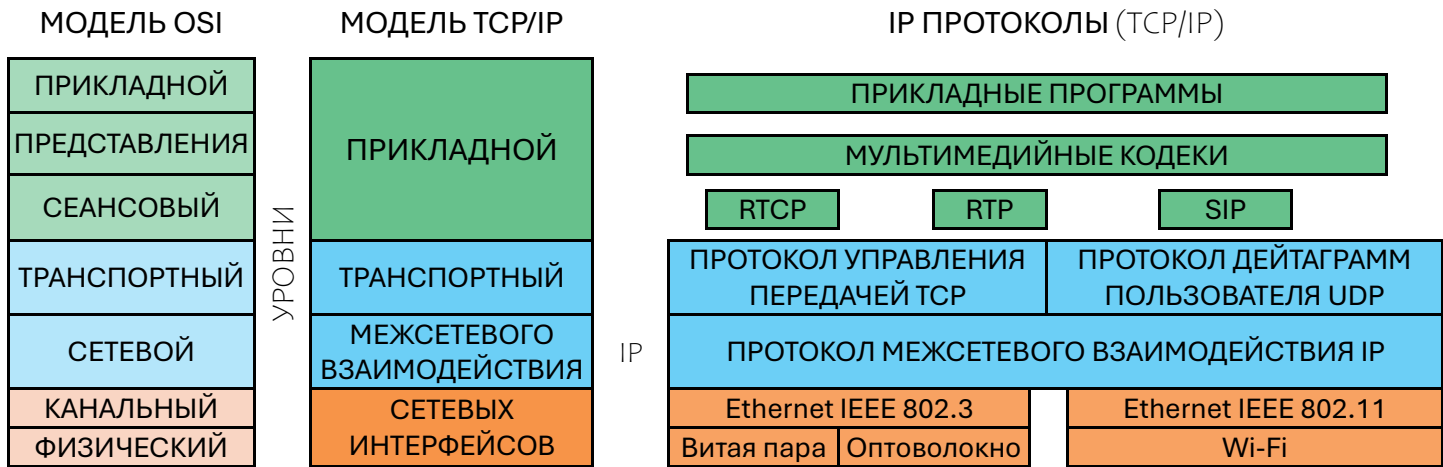 МОДЕЛЬ OSI
МОДЕЛЬ TCP/IP
IP ПРОТОКОЛЫ (TCP/IP)
ПРИКЛАДНОЙ
ПРЕДСТАВЛЕНИЯ
СЕАНСОВЫЙ
ТРАНСПОРТНЫЙ
СЕТЕВОЙ
КАНАЛЬНЫЙ
ФИЗИЧЕСКИЙ
УРОВНИ
ПРИКЛАДНОЙ
ТРАНСПОРТНЫЙ
МЕЖСЕТЕВОГО
ВЗАИМОДЕЙСТВИЯ
СЕТЕВЫХ
ИНТЕРФЕЙСОВ
IP
ПРИКЛАДНЫЕ ПРОГРАММЫ
МУЛЬТИМЕДИЙНЫЕ КОДЕКИ
RTCP
RTP
SIP
ПРОТОКОЛ УПРАВЛЕНИЯ
ПЕРЕДАЧЕЙ TCP
ПРОТОКОЛ ДЕЙТАГРАММ
ПОЛЬЗОВАТЕЛЯ UDP
ПРОТОКОЛ МЕЖСЕТЕВОГО ВЗАИМОДЕЙСТВИЯ IP
Ethernet IEEE 802.3
Ethernet IEEE 802.11
Витая пара
Оптоволокно
Wi-Fi